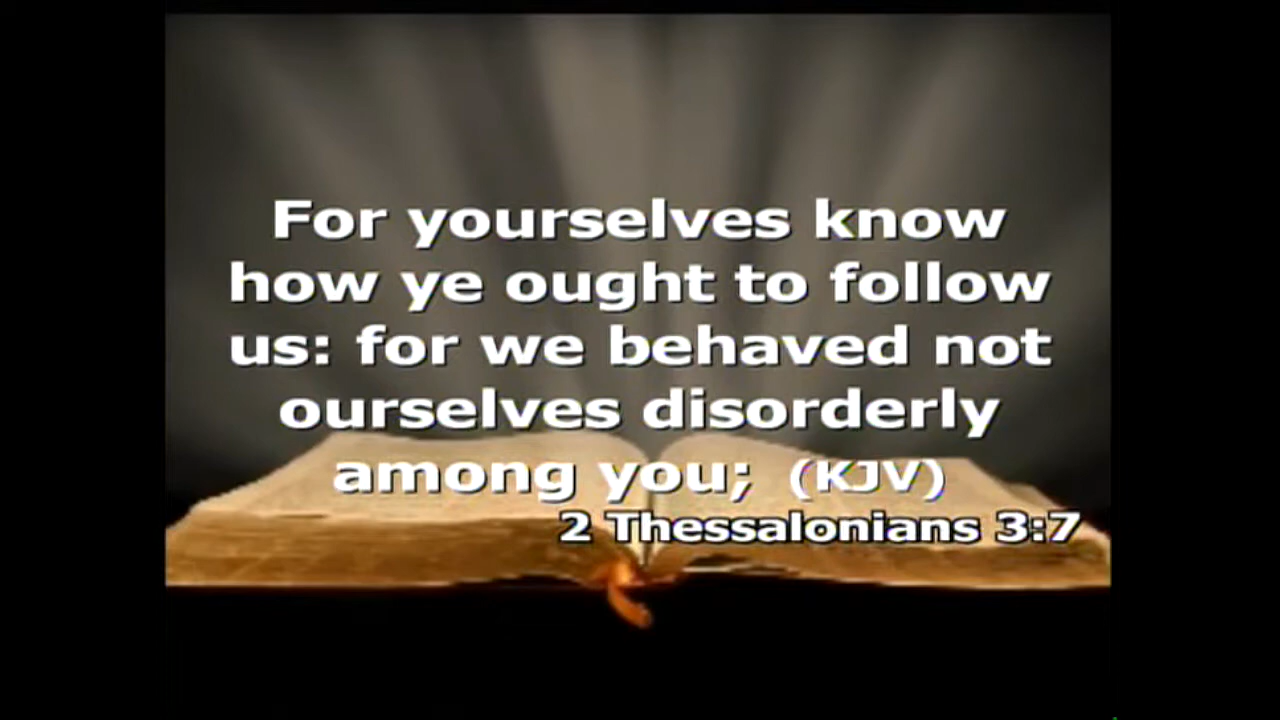 For yourselves know
how ye ought to follow
us: for we behaved not
ourselves disorderly
among you; (KJV)
2 Thessalonians 3:7